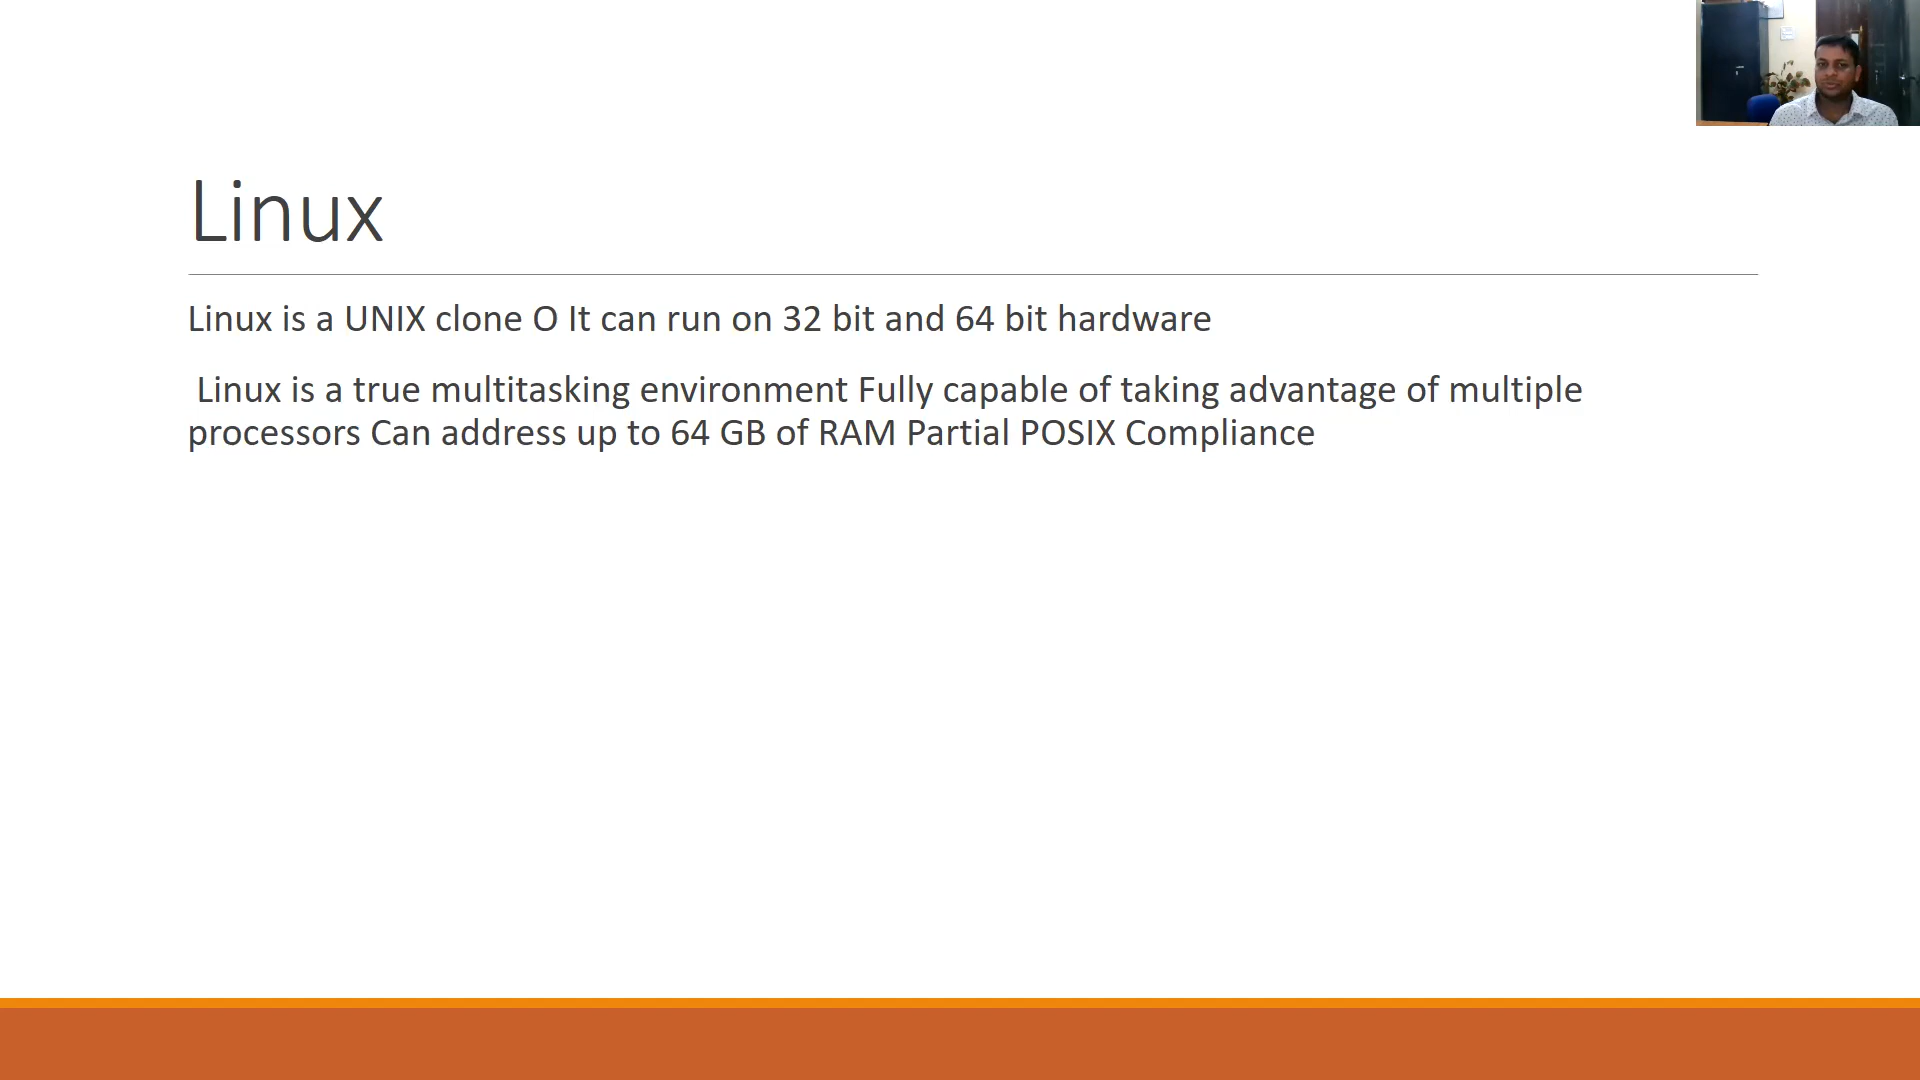 Linux
Linux is a UNIX clone O It can run on 32 bit and 64 bit hardware
Linux is a true multitasking environment Fully capable of taking advantage of multiple
processors Can address up to 64 GB of RAM Partial POSIX Compliance